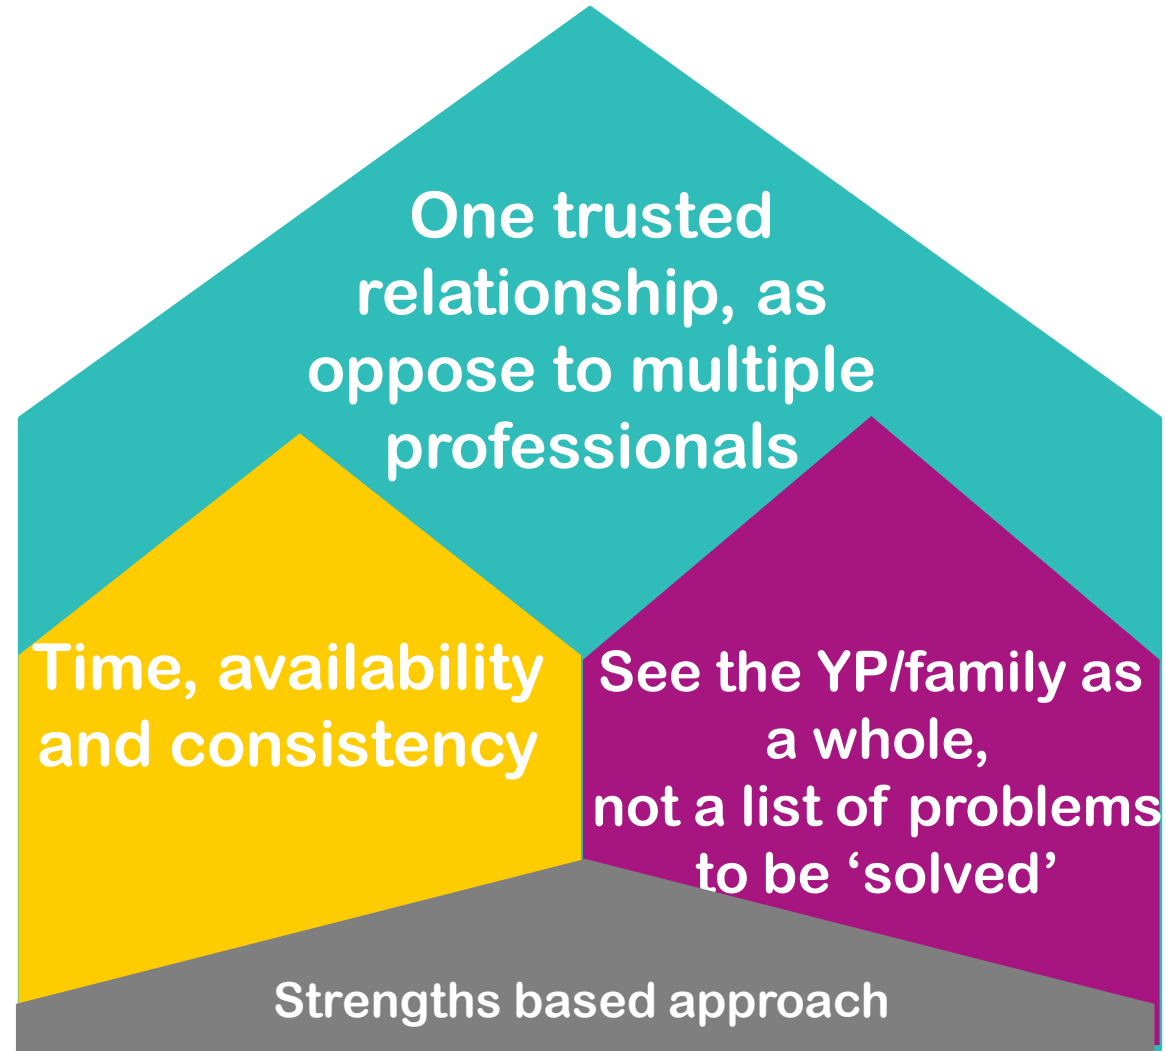 One trusted
relationship, as
oppose to multiple
professionals
Time, availability
and consistency
See the YP/family as
a whole,
not a list of problems
to be ‘solved’
Strengths based approach